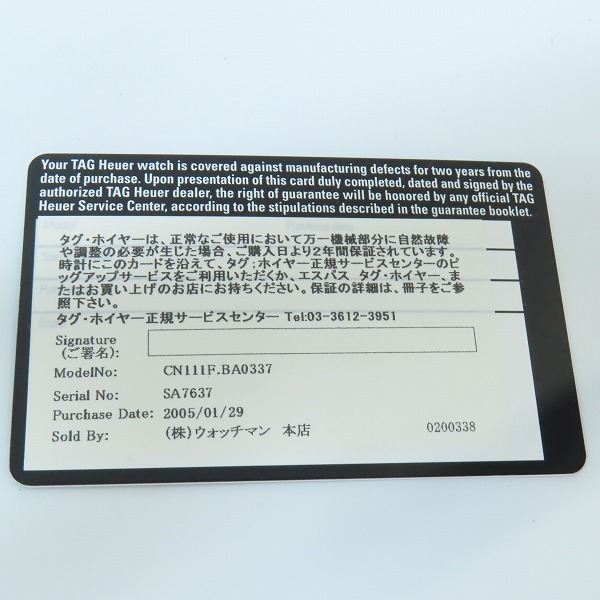 Your TAG Heuer watch is covered against manufacturing defects for two years from the
date of purchase. Upon presentation of this card duly completed, dated and signed by the
authorized TAG Heuer dealer, the right of guarantee will be honored by any official TAG
Heuer Service Center, according to the stipulations described in the guarantee booklet.
Model
Purchase date
タグ・ホイヤーは、正常なご使用において万一機械部分に自然故障
や調整の必要が生じた場合、ご購入日より2年間保証されています。
時計にこのカードを沿えて、タグ・ホイヤー正規サービスセンターのピ
ッグアップサービスをご利用いただくか、エスパス タグ・ホイヤー、ま
たはお買い上げのお店にお持ちください。保証の詳細は、冊子をご参
照下さい。
タグ・ホイヤー正規サービスセンター Tel:03-3612-3951
Signature
(ご署名):
ModelNo: CN111F.BA0337
Serial No: SA7637
Purchase Date: 2005/01/29
Sold By: (株)ウォッチマン 本店 0200338